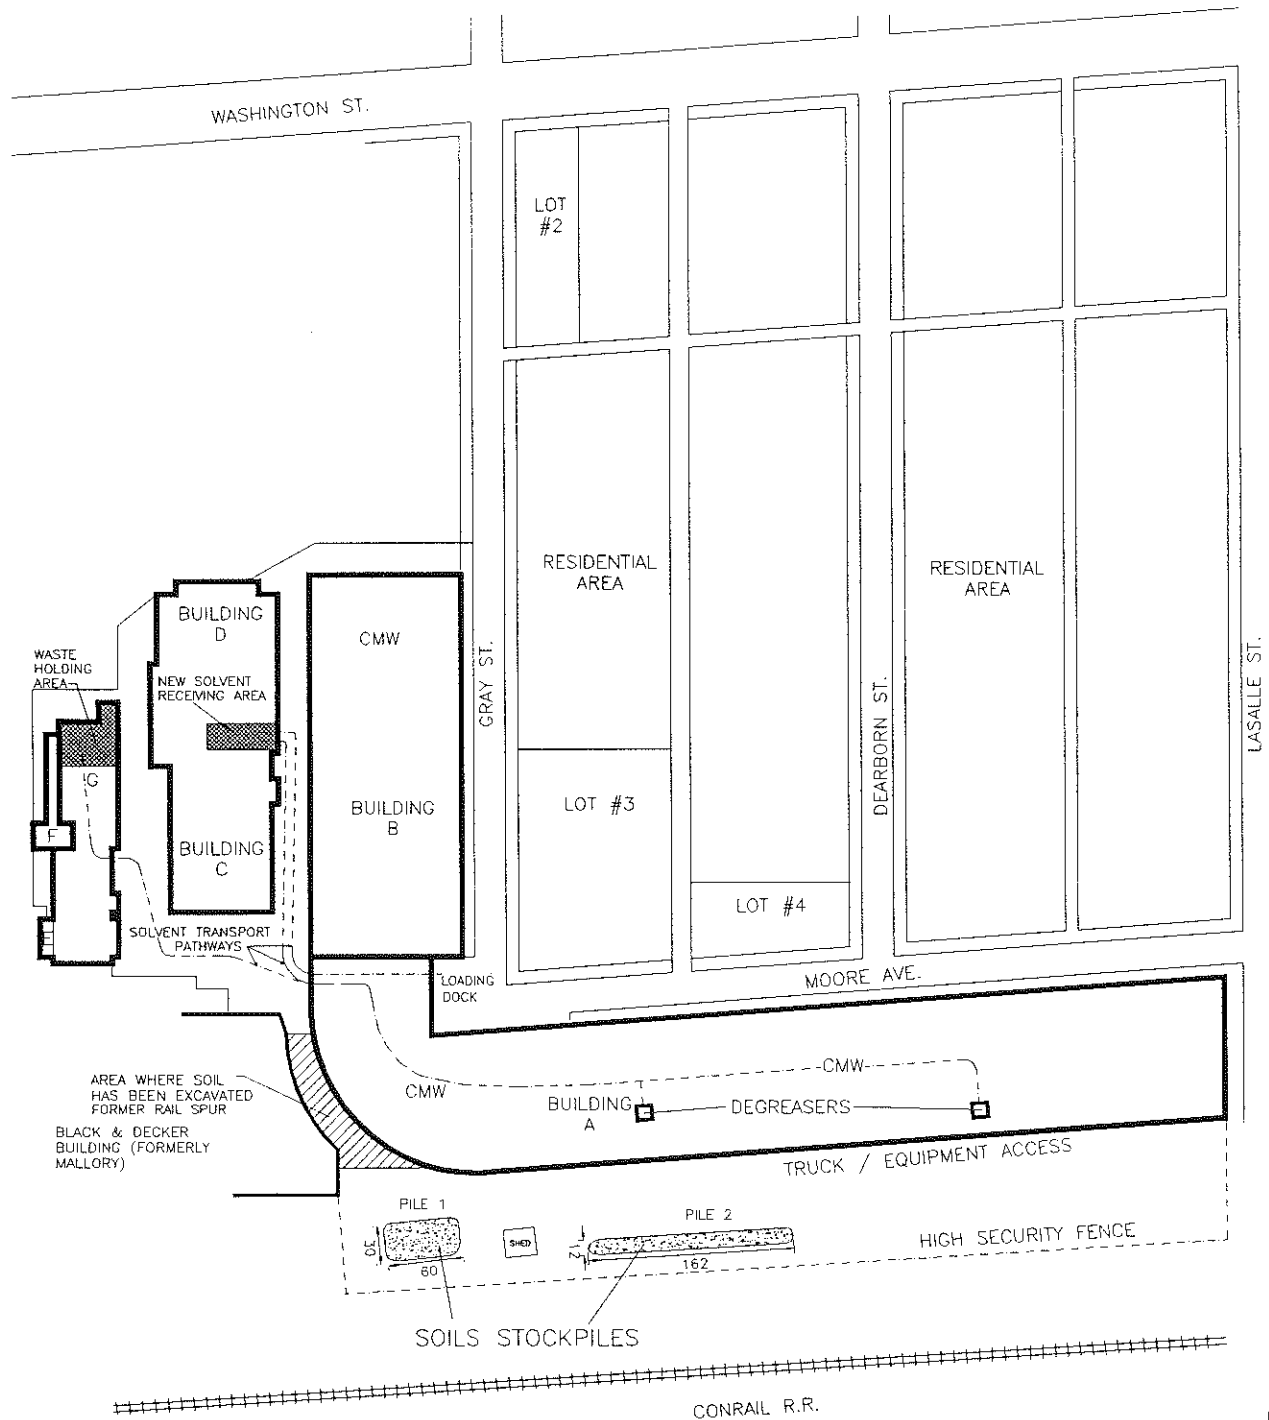 WASHINGTON ST.
LOT
#2
RESIDENTIAL
AREA
RESIDENTIAL
AREA
BUILDING
D
CMW
WASTE
HOLDING
AREA
NEW SOLVENT
RECEIVING AREA
GRAY ST.
DEARBORN ST.
LASALLE ST.
G
LOT #3
BUILDING
B
F
BUILDING
C
LOT #4
SOLVENT TRANSPORT
PATHWAYS
E
LOADING
DOCK
MOORE AVE.
AREA WHERE SOIL
HAS BEEN EXCAVATED
FORMER RAIL SPUR
CMW
CMW
BUILDING
A
DEGREASERS
BLACK & DECKER
BUILDING (FORMERLY
MALLORY)
TRUCK / EQUIPMENT ACCESS
PILE 1
PILE 2
30
SHED
12
HIGH SECURITY FENCE
60
162
SOILS STOCKPILES
CONRAIL R.R.